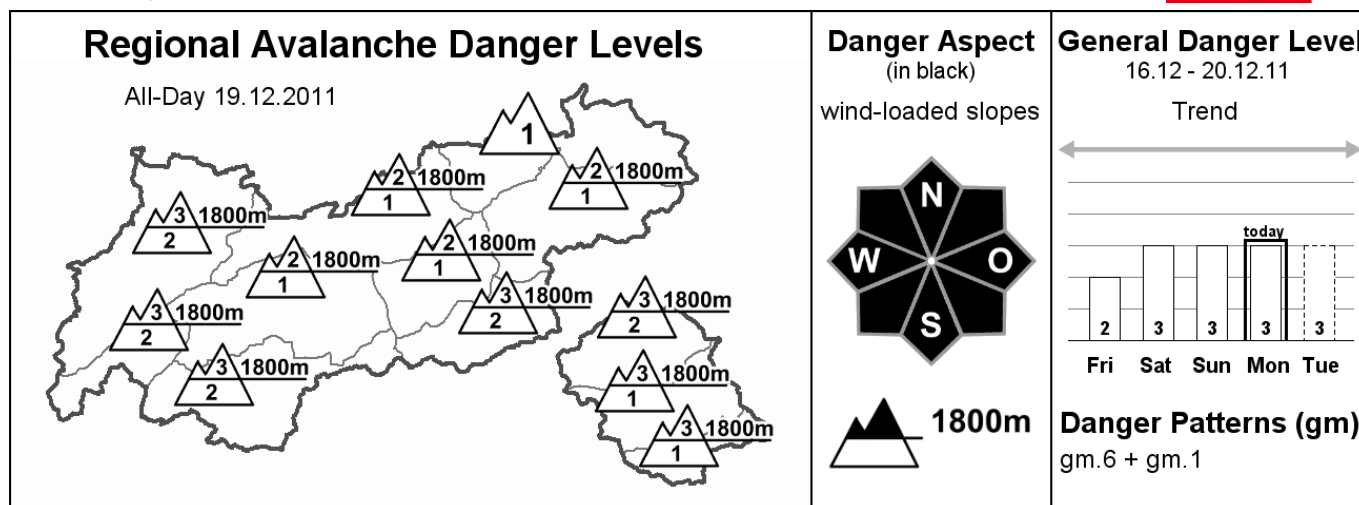 Regional Avalanche Danger Levels
All-Day 19.12.2011
1
2 1800m
1
2 1800m
1
3 1800m
2
2 1800m
1
2 1800m
1
3 1800m
2
3 1800m
2
3 1800m
2
3 1800m
2
3 1800m
1
3 1800m
1
Danger Aspect
(in black)
wind-loaded slopes
N
W
O
S
1800m
General Danger Level
16.12 - 20.12.11
Trend
today
2 3 3 3 3
Fri Sat Sun Mon Tue
Danger Patterns (gm)
gm.6 + gm.1